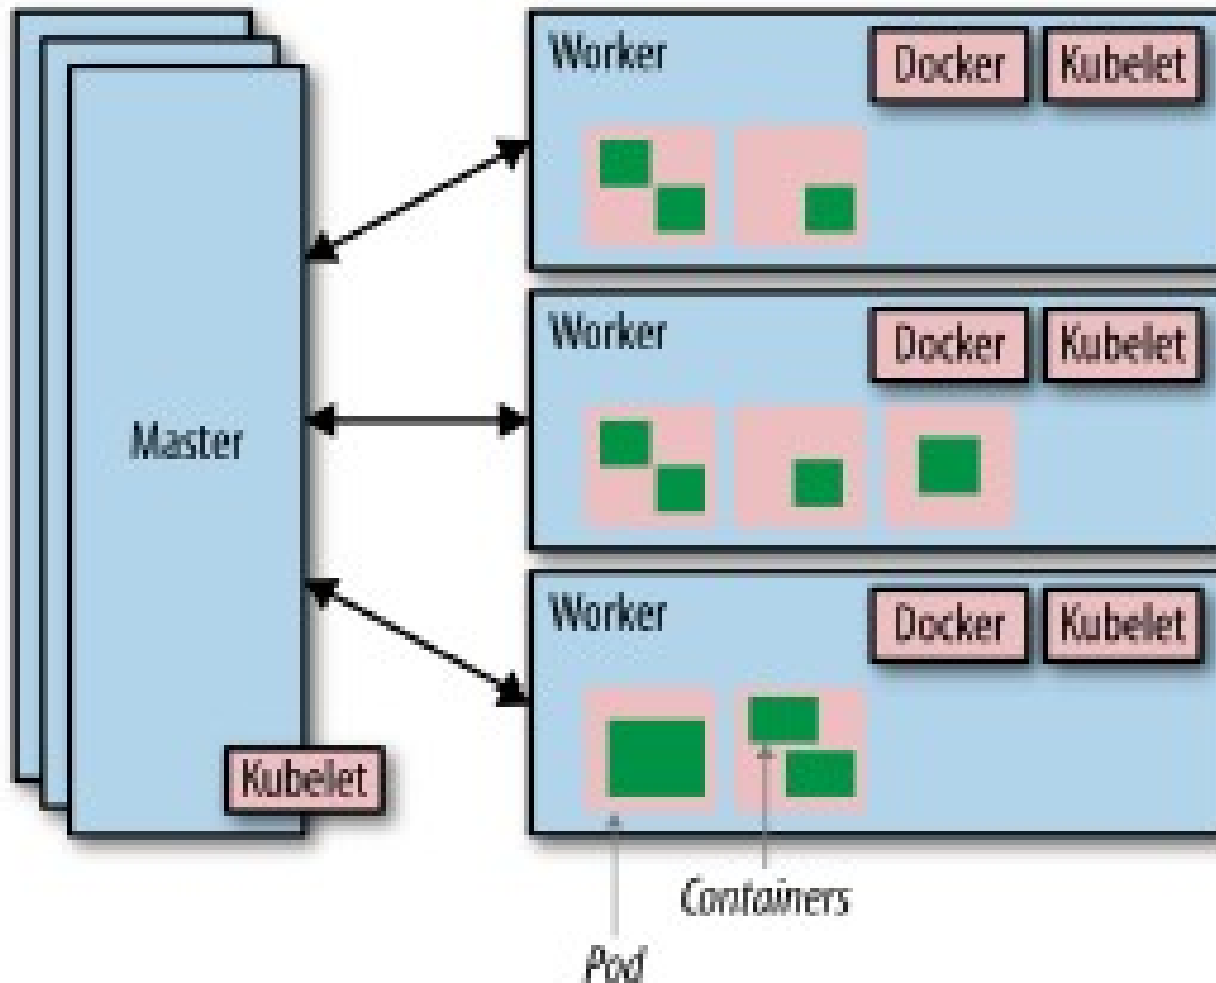 Master
Kubelet
Worker
Docker
Kubelet
Worker
Docker
Kubelet
Worker
Docker
Kubelet
Containers
Pod